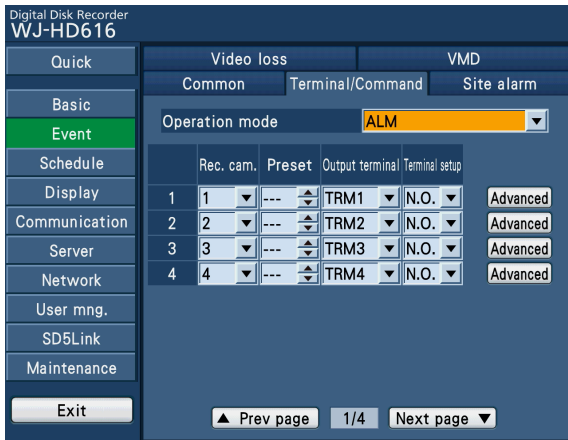 Digital Disk Recorder
WJ-HD616
Quick
Basic
Event
Schedule
Display
Communication
Server
Network
User mng.
SD5Link
Maintenance
Exit
Video loss VMD
Common Terminal/Command Site alarm
Operation mode ALM
Rec. cam. Preset Output terminal Terminal setup
1 1 --- TRM1 N.O. Advanced
2 2 --- TRM2 N.O. Advanced
3 3 --- TRM3 N.O. Advanced
4 4 --- TRM4 N.O. Advanced
Prev page 1/4 Next page